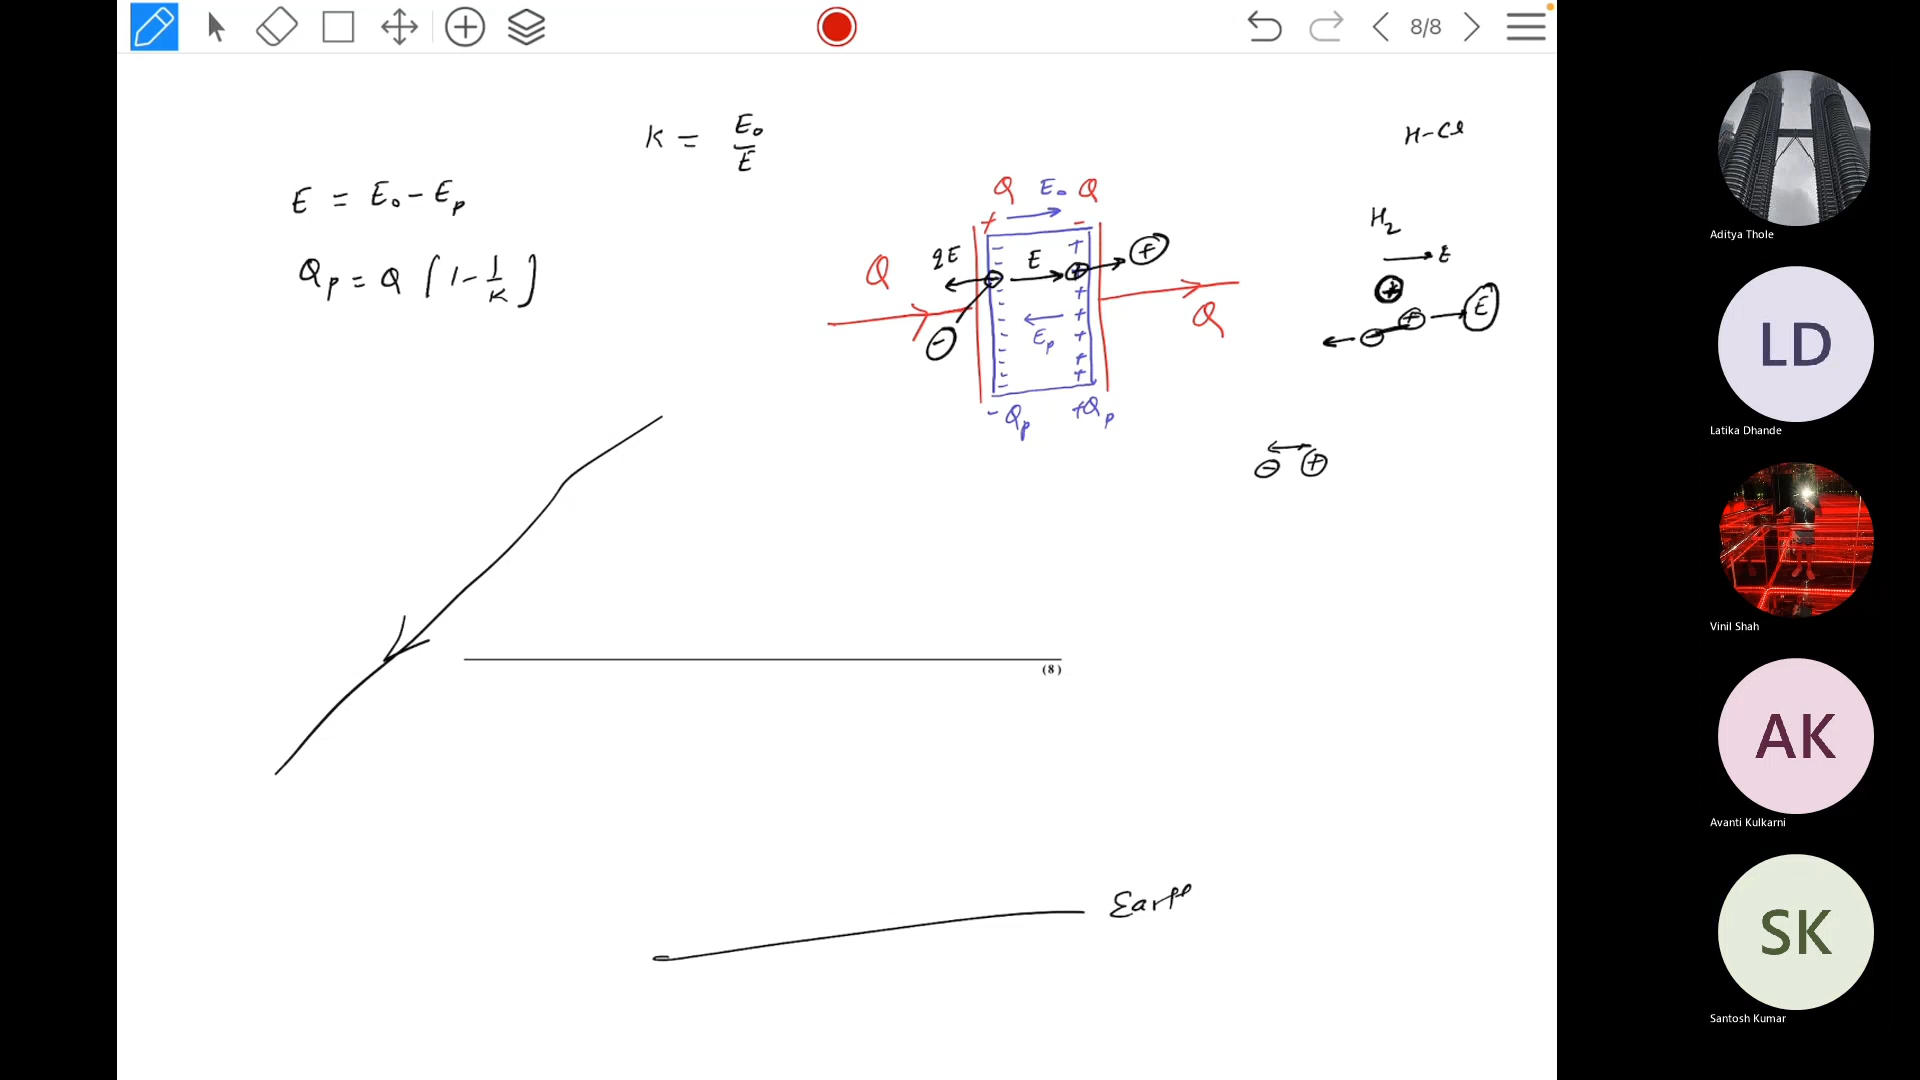 8/8
K = E₀/E
H-Cl
E = E₀ - Eₚ
Qₚ = Q [1 - 1/K]
Q E₀ Q
+ -
H₂
E
qE
E
+
Q
- +
+
E
Q
Eₚ
-
- +
-Qₚ +Qₚ
- +
(8)
Earth
Aditya Thole
LD
Latika Dhande
Vinil Shah
AK
Avanti Kulkarni
SK
Santosh Kumar